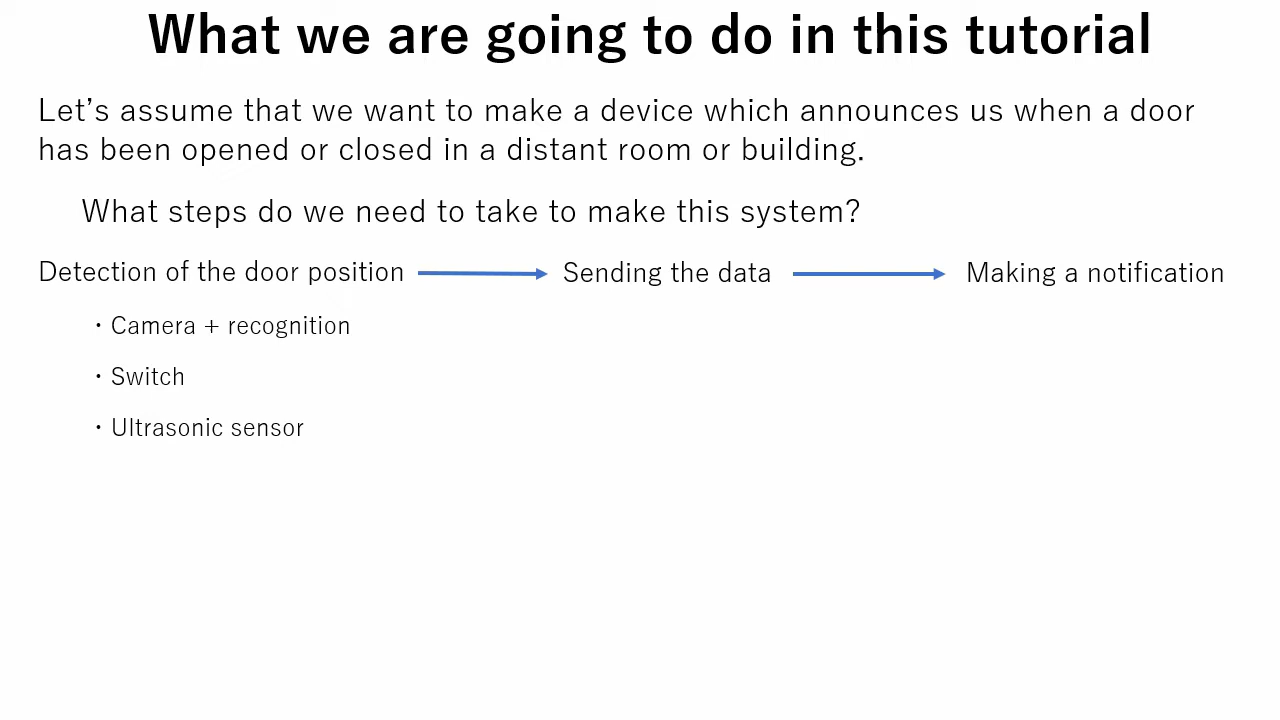 What we are going to do in this tutorial
Let’s assume that we want to make a device which announces us when a door
has been opened or closed in a distant room or building.
What steps do we need to take to make this system?
Detection of the door position Sending the data Making a notification
・Camera + recognition
・Switch
・Ultrasonic sensor